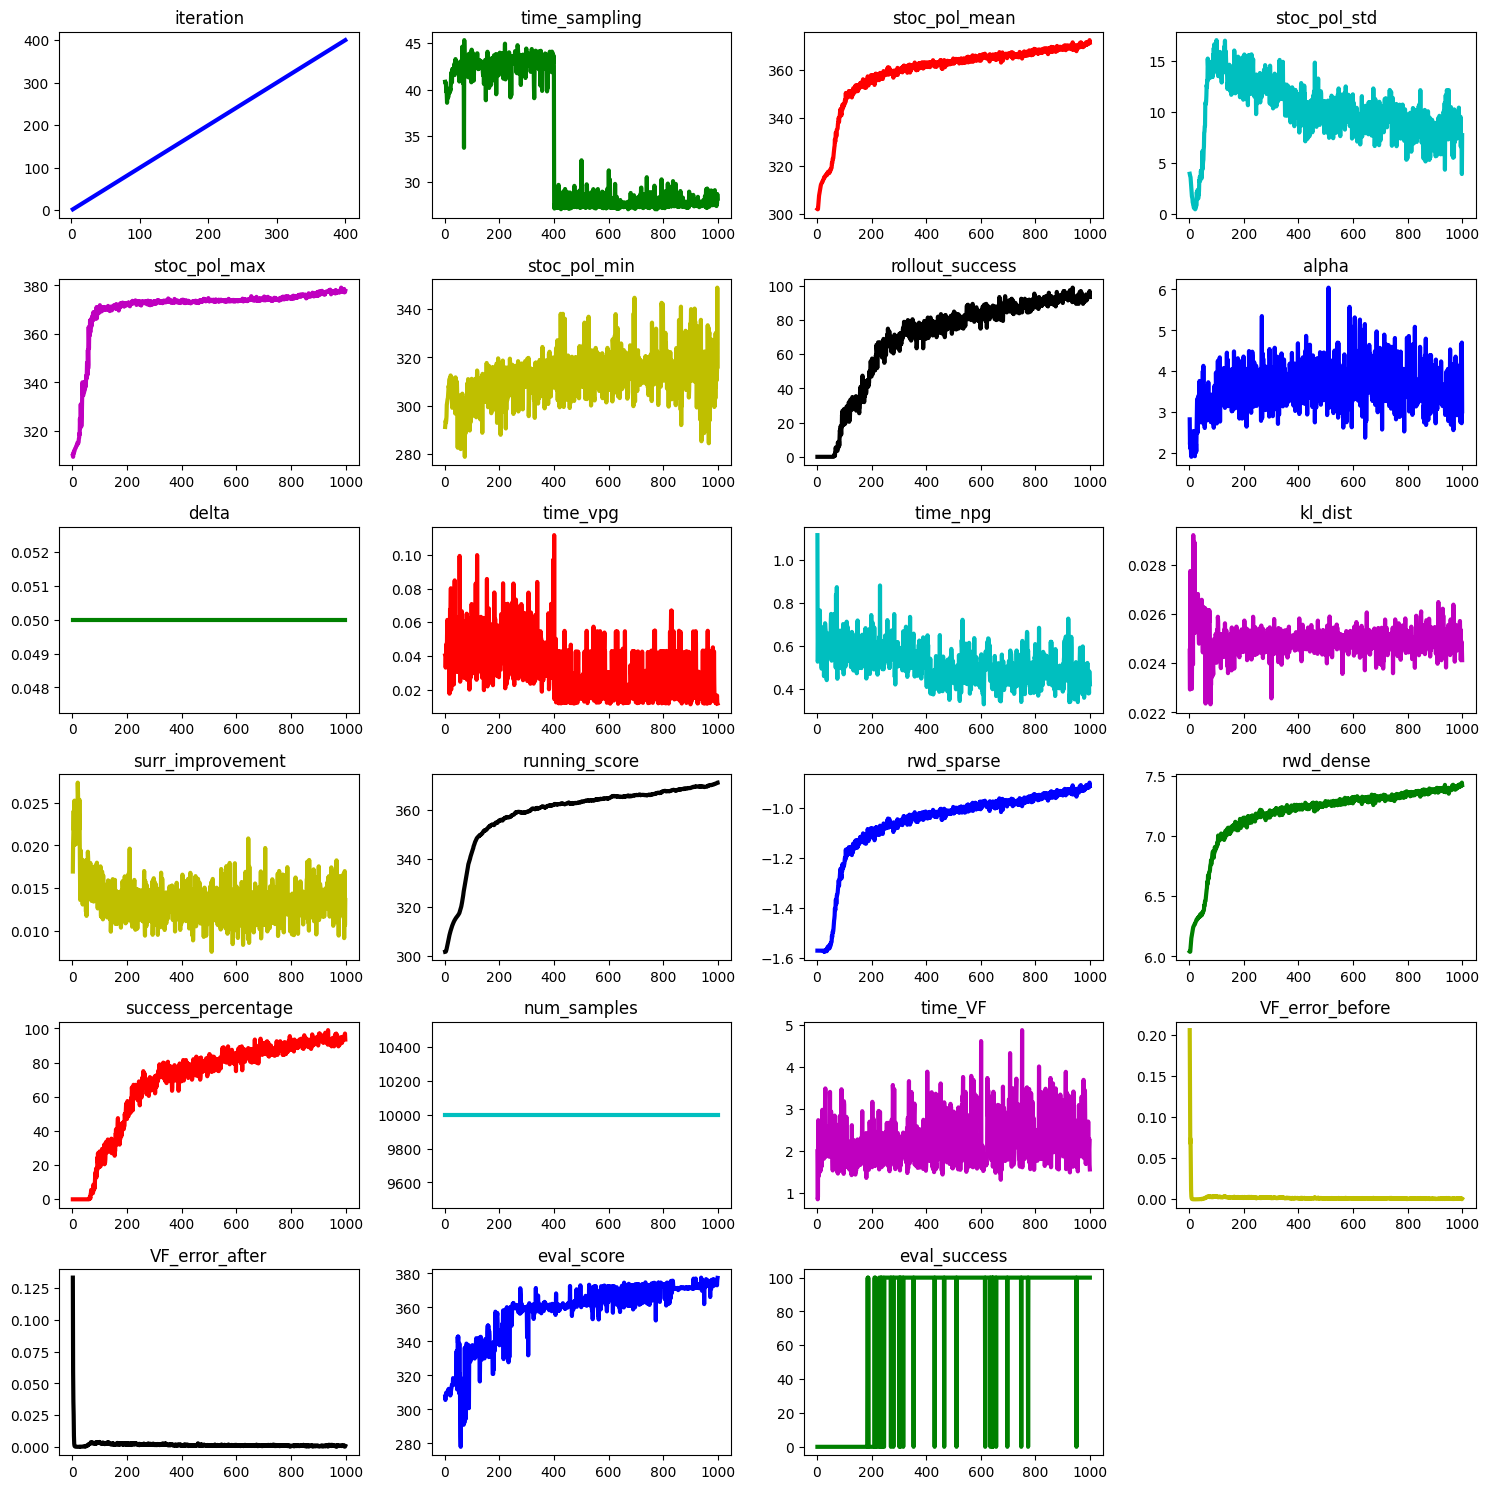 iteration
400
300
200
100
0
0 100 200 300 400
time_sampling
45
40
35
30
0 200 400 600 800 1000
stoc_pol_mean
360
340
320
300
0 200 400 600 800 1000
stoc_pol_std
15
10
5
0
0 200 400 600 800 1000
stoc_pol_max
380
360
340
320
0 200 400 600 800 1000
stoc_pol_min
340
320
300
280
0 200 400 600 800 1000
rollout_success
100
80
60
40
20
0
0 200 400 600 800 1000
alpha
6
5
4
3
2
0 200 400 600 800 1000
delta
0.052
0.051
0.050
0.049
0.048
0 200 400 600 800 1000
time_vpg
0.10
0.08
0.06
0.04
0.02
0 200 400 600 800 1000
time_npg
1.0
0.8
0.6
0.4
0 200 400 600 800 1000
kl_dist
0.028
0.026
0.024
0.022
0 200 400 600 800 1000
surr_improvement
0.025
0.020
0.015
0.010
0 200 400 600 800 1000
running_score
360
340
320
300
0 200 400 600 800 1000
rwd_sparse
−1.0
−1.2
−1.4
−1.6
0 200 400 600 800 1000
rwd_dense
7.5
7.0
6.5
6.0
0 200 400 600 800 1000
success_percentage
100
80
60
40
20
0
0 200 400 600 800 1000
num_samples
10400
10200
10000
9800
9600
0 200 400 600 800 1000
time_VF
5
4
3
2
1
0 200 400 600 800 1000
VF_error_before
0.20
0.15
0.10
0.05
0.00
0 200 400 600 800 1000
VF_error_after
0.125
0.100
0.075
0.050
0.025
0.000
0 200 400 600 800 1000
eval_score
380
360
340
320
300
280
0 200 400 600 800 1000
eval_success
100
80
60
40
20
0
0 200 400 600 800 1000